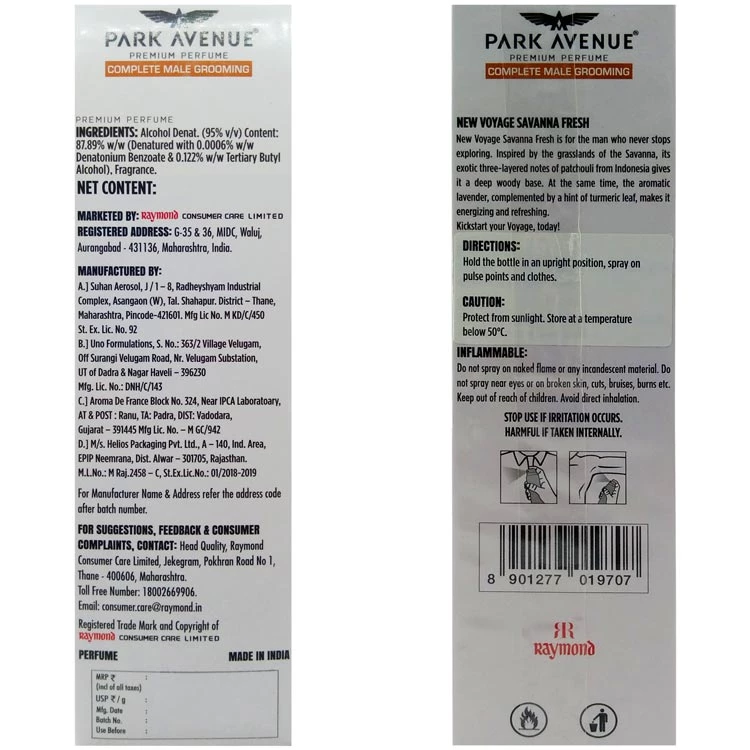 PARK AVENUE®
PREMIUM PERFUME
COMPLETE MALE GROOMING
PREMIUM PERFUME
INGREDIENTS: Alcohol Denat. (95% v/v) Content:
87.89% w/w (Denatured with 0.0006% w/w
Denatonium Benzoate & 0.122% w/w Tertiary Butyl
Alcohol), Fragrance.
NET CONTENT:
MARKETED BY: Raymond CONSUMER CARE LIMITED
REGISTERED ADDRESS: G-35 & 36, MIDC, Waluj,
Aurangabad - 431136, Maharashtra, India.
MANUFACTURED BY:
A.] Suhan Aerosol, J / 1 – 8, Radheyshyam Industrial
Complex, Asangaon (W), Tal. Shahapur. District – Thane,
Maharashtra, Pincode-421601. Mfg Lic No. M KD/C/450
St. Ex. Lic. No. 92
B.] Uno Formulations, S. No.: 363/2 Village Velugam,
Off Surangi Velugam Road, Nr. Velugam Substation,
UT of Dadra & Nagar Haveli – 396230
Mfg. Lic. No.: DNH/C/143
C.] Aroma De France Block No. 324, Near IPCA Laboratoary,
AT & POST : Ranu, TA: Padra, DIST: Vadodara,
Gujarat – 391445 Mfg Lic. No. – M GC/942
D.] M/s. Helios Packaging Pvt. Ltd., A – 140, Ind. Area,
EPIP Neemrana, Dist. Alwar – 301705, Rajasthan.
M.L.No.: M Raj.2458 – C, St.Ex.Lic.No.: 01/2018-2019
For Manufacturer Name & Address refer the address code
after batch number.
FOR SUGGESTIONS, FEEDBACK & CONSUMER
COMPLAINTS, CONTACT: Head Quality, Raymond
Consumer Care Limited, Jekegram, Pokhran Road No 1,
Thane - 400606, Maharashtra.
Toll Free Number: 18002669906.
Email: consumer.care@raymond.in
Registered Trade Mark and Copyright of
Raymond CONSUMER CARE LIMITED
PERFUME MADE IN INDIA
MRP ₹ :
(incl of all taxes)
USP ₹ / g :
Mfg. Date :
Batch No. :
Use Before :
PARK AVENUE®
PREMIUM PERFUME
COMPLETE MALE GROOMING
NEW VOYAGE SAVANNA FRESH
New Voyage Savanna Fresh is for the man who never stops
exploring. Inspired by the grasslands of the Savanna, its
exotic three-layered notes of patchouli from Indonesia gives
it a deep woody base. At the same time, the aromatic
lavender, complemented by a hint of turmeric leaf, makes it
energizing and refreshing.
Kickstart your Voyage, today!
DIRECTIONS:
Hold the bottle in an upright position, spray on
pulse points and clothes.
CAUTION:
Protect from sunlight. Store at a temperature
below 50°C.
INFLAMMABLE:
Do not spray on naked flame or any incandescent material. Do
not spray near eyes or on broken skin, cuts, bruises, burns etc.
Keep out of reach of children. Avoid direct inhalation.
STOP USE IF IRRITATION OCCURS.
HARMFUL IF TAKEN INTERNALLY.
8 901277 019707
Raymond